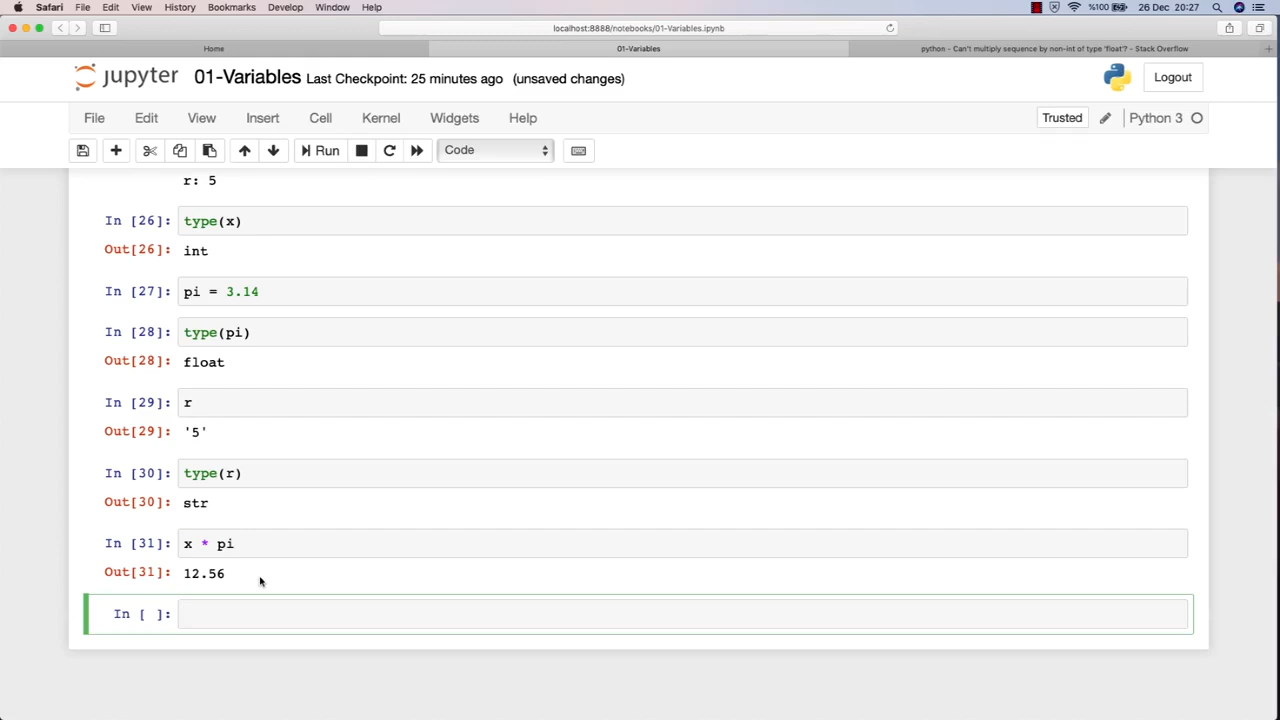 Safari File Edit View History Bookmarks Develop Window Help %100 26 Dec 20:27
localhost:8888/notebooks/01-Variables.ipynb
Home 01-Variables python - Can't multiply sequence by non-int of type 'float'? - Stack Overflow
jupyter 01-Variables Last Checkpoint: 25 minutes ago (unsaved changes) Logout
File Edit View Insert Cell Kernel Widgets Help Trusted Python 3
Run Code
r: 5
In [26]: type(x)
Out[26]: int
In [27]: pi = 3.14
In [28]: type(pi)
Out[28]: float
In [29]: r
Out[29]: '5'
In [30]: type(r)
Out[30]: str
In [31]: x * pi
Out[31]: 12.56
In [ ]: